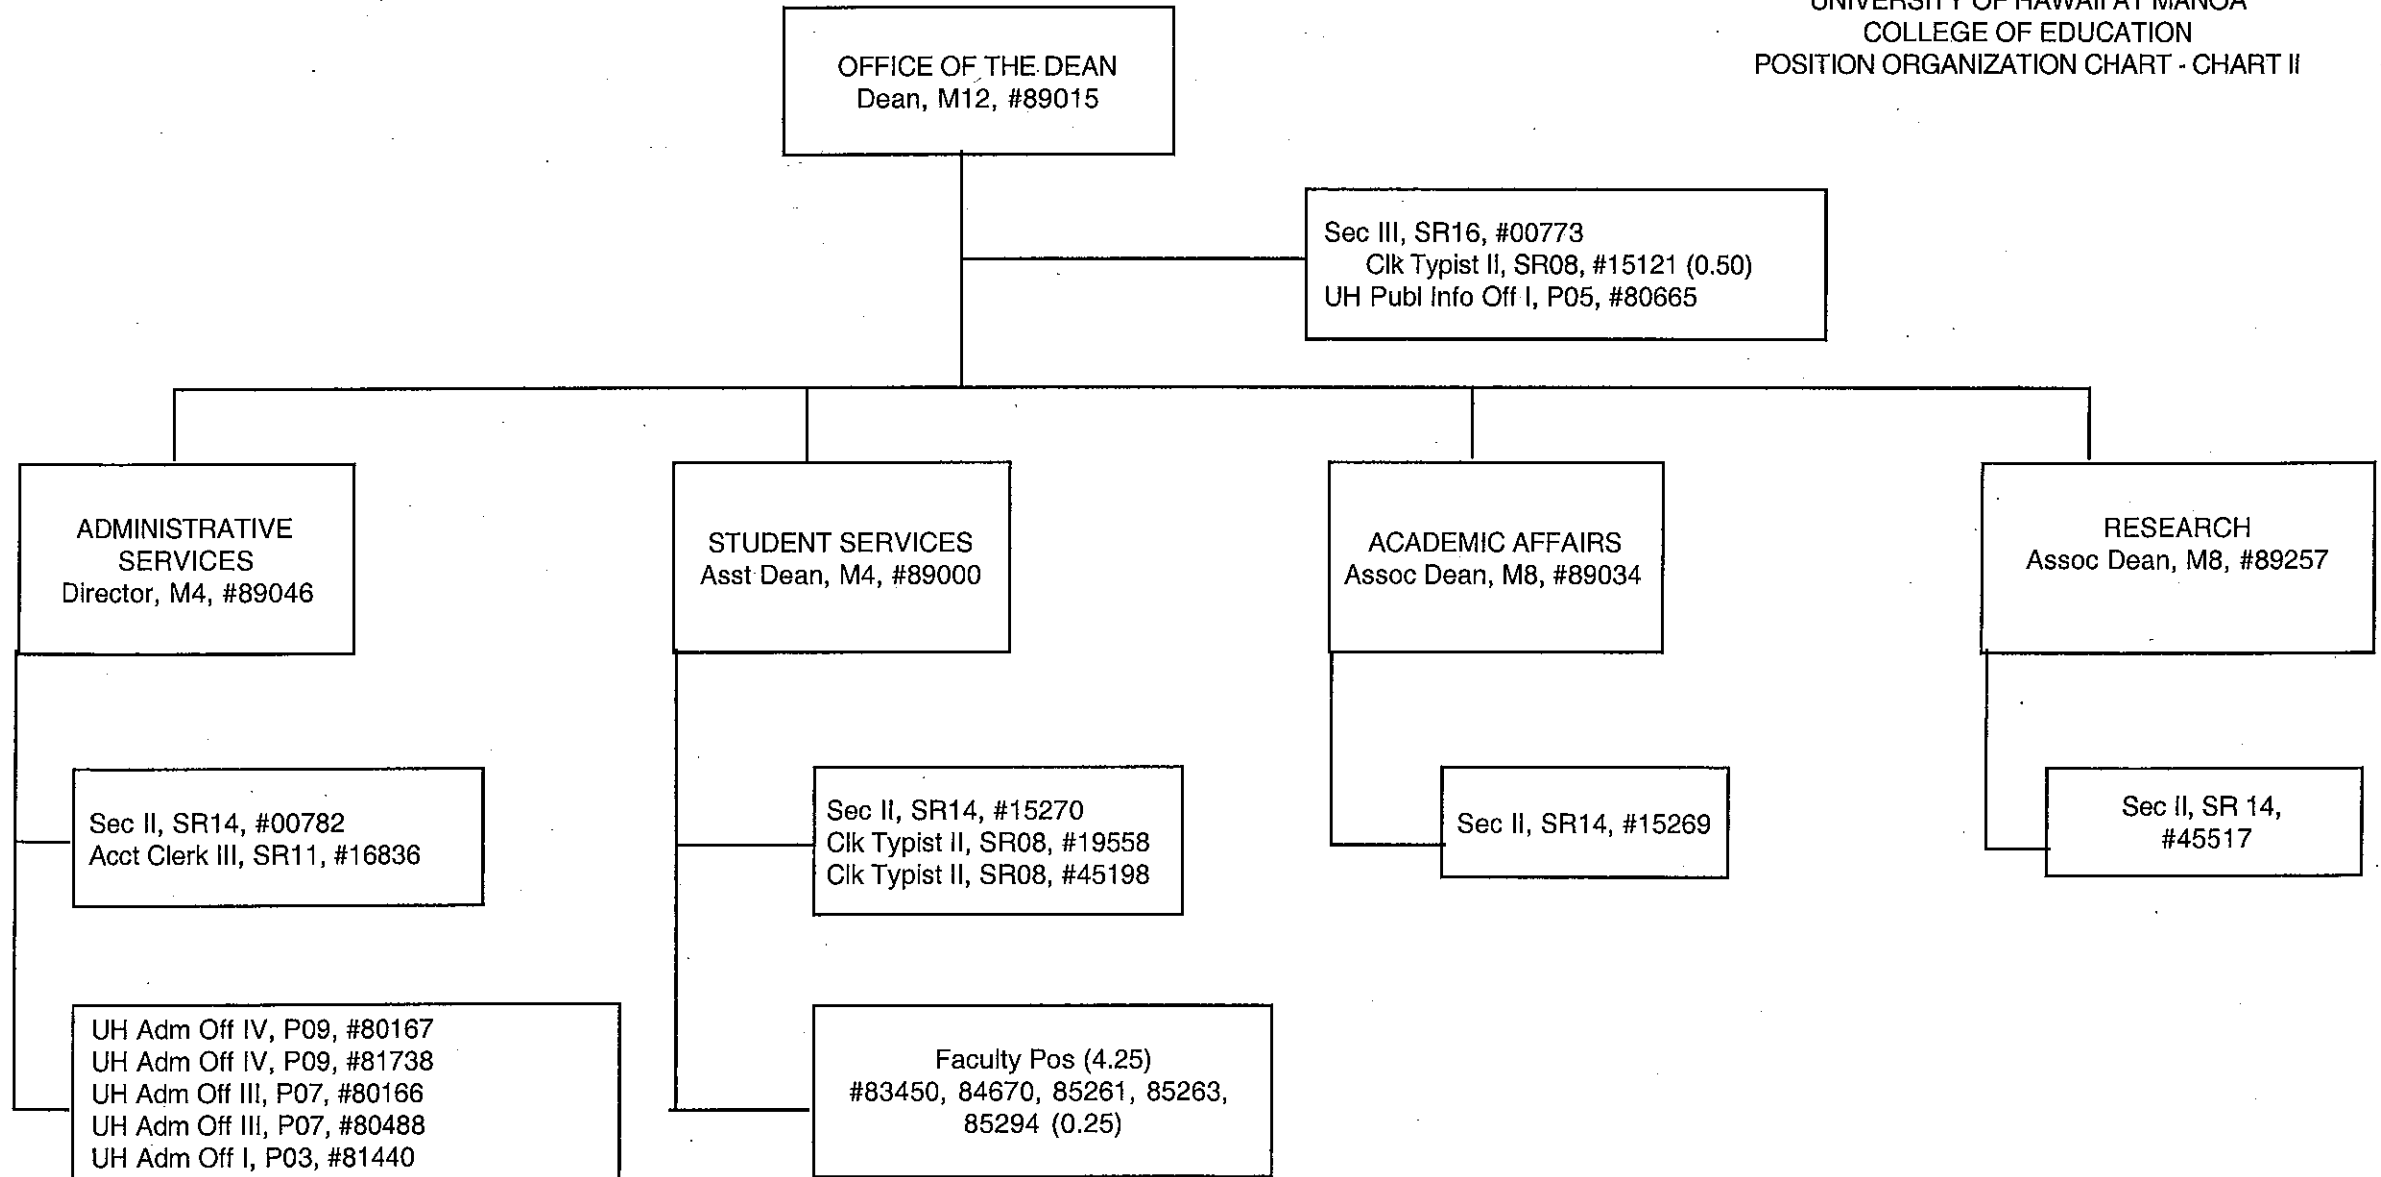 UNIVERSITY OF HAWAII AT MANOA
COLLEGE OF EDUCATION
POSITION ORGANIZATION CHART - CHART II
OFFICE OF THE DEAN
Dean, M12, #89015
Sec III, SR16, #00773
Clk Typist II, SR08, #15121 (0.50)
UH Publ Info Off I, P05, #80665
ADMINISTRATIVE
SERVICES
Director, M4, #89046
STUDENT SERVICES
Asst Dean, M4, #89000
ACADEMIC AFFAIRS
Assoc Dean, M8, #89034
RESEARCH
Assoc Dean, M8, #89257
Sec II, SR14, #00782
Acct Clerk III, SR11, #16836
Sec II, SR14, #15270
Clk Typist II, SR08, #19558
Clk Typist II, SR08, #45198
Sec II, SR14, #15269
Sec II, SR 14,
#45517
UH Adm Off IV, P09, #80167
UH Adm Off IV, P09, #81738
UH Adm Off III, P07, #80166
UH Adm Off III, P07, #80488
UH Adm Off I, P03, #81440
Faculty Pos (4.25)
#83450, 84670, 85261, 85263,
85294 (0.25)